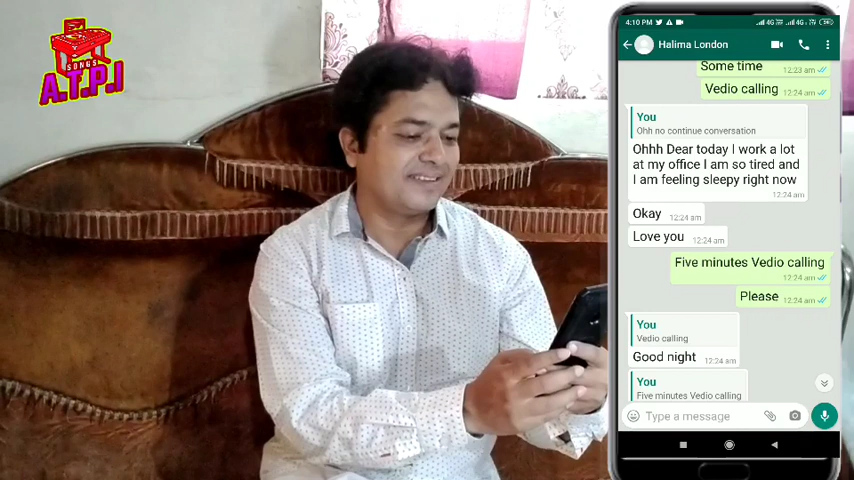 SONGS
A.T.P.I
4:10 PM
4G 4G
Halima London
Some time
12:23 am
Vedio calling
12:24 am
You
Ohh no continue conversation
Ohhh Dear today I work a lot
at my office I am so tired and
I am feeling sleepy right now
12:24 am
Okay
12:24 am
Love you
12:24 am
Five minutes Vedio calling
12:24 am
Please
12:24 am
You
Vedio calling
Good night
12:24 am
You
Five minutes Vedio calling
Type a message